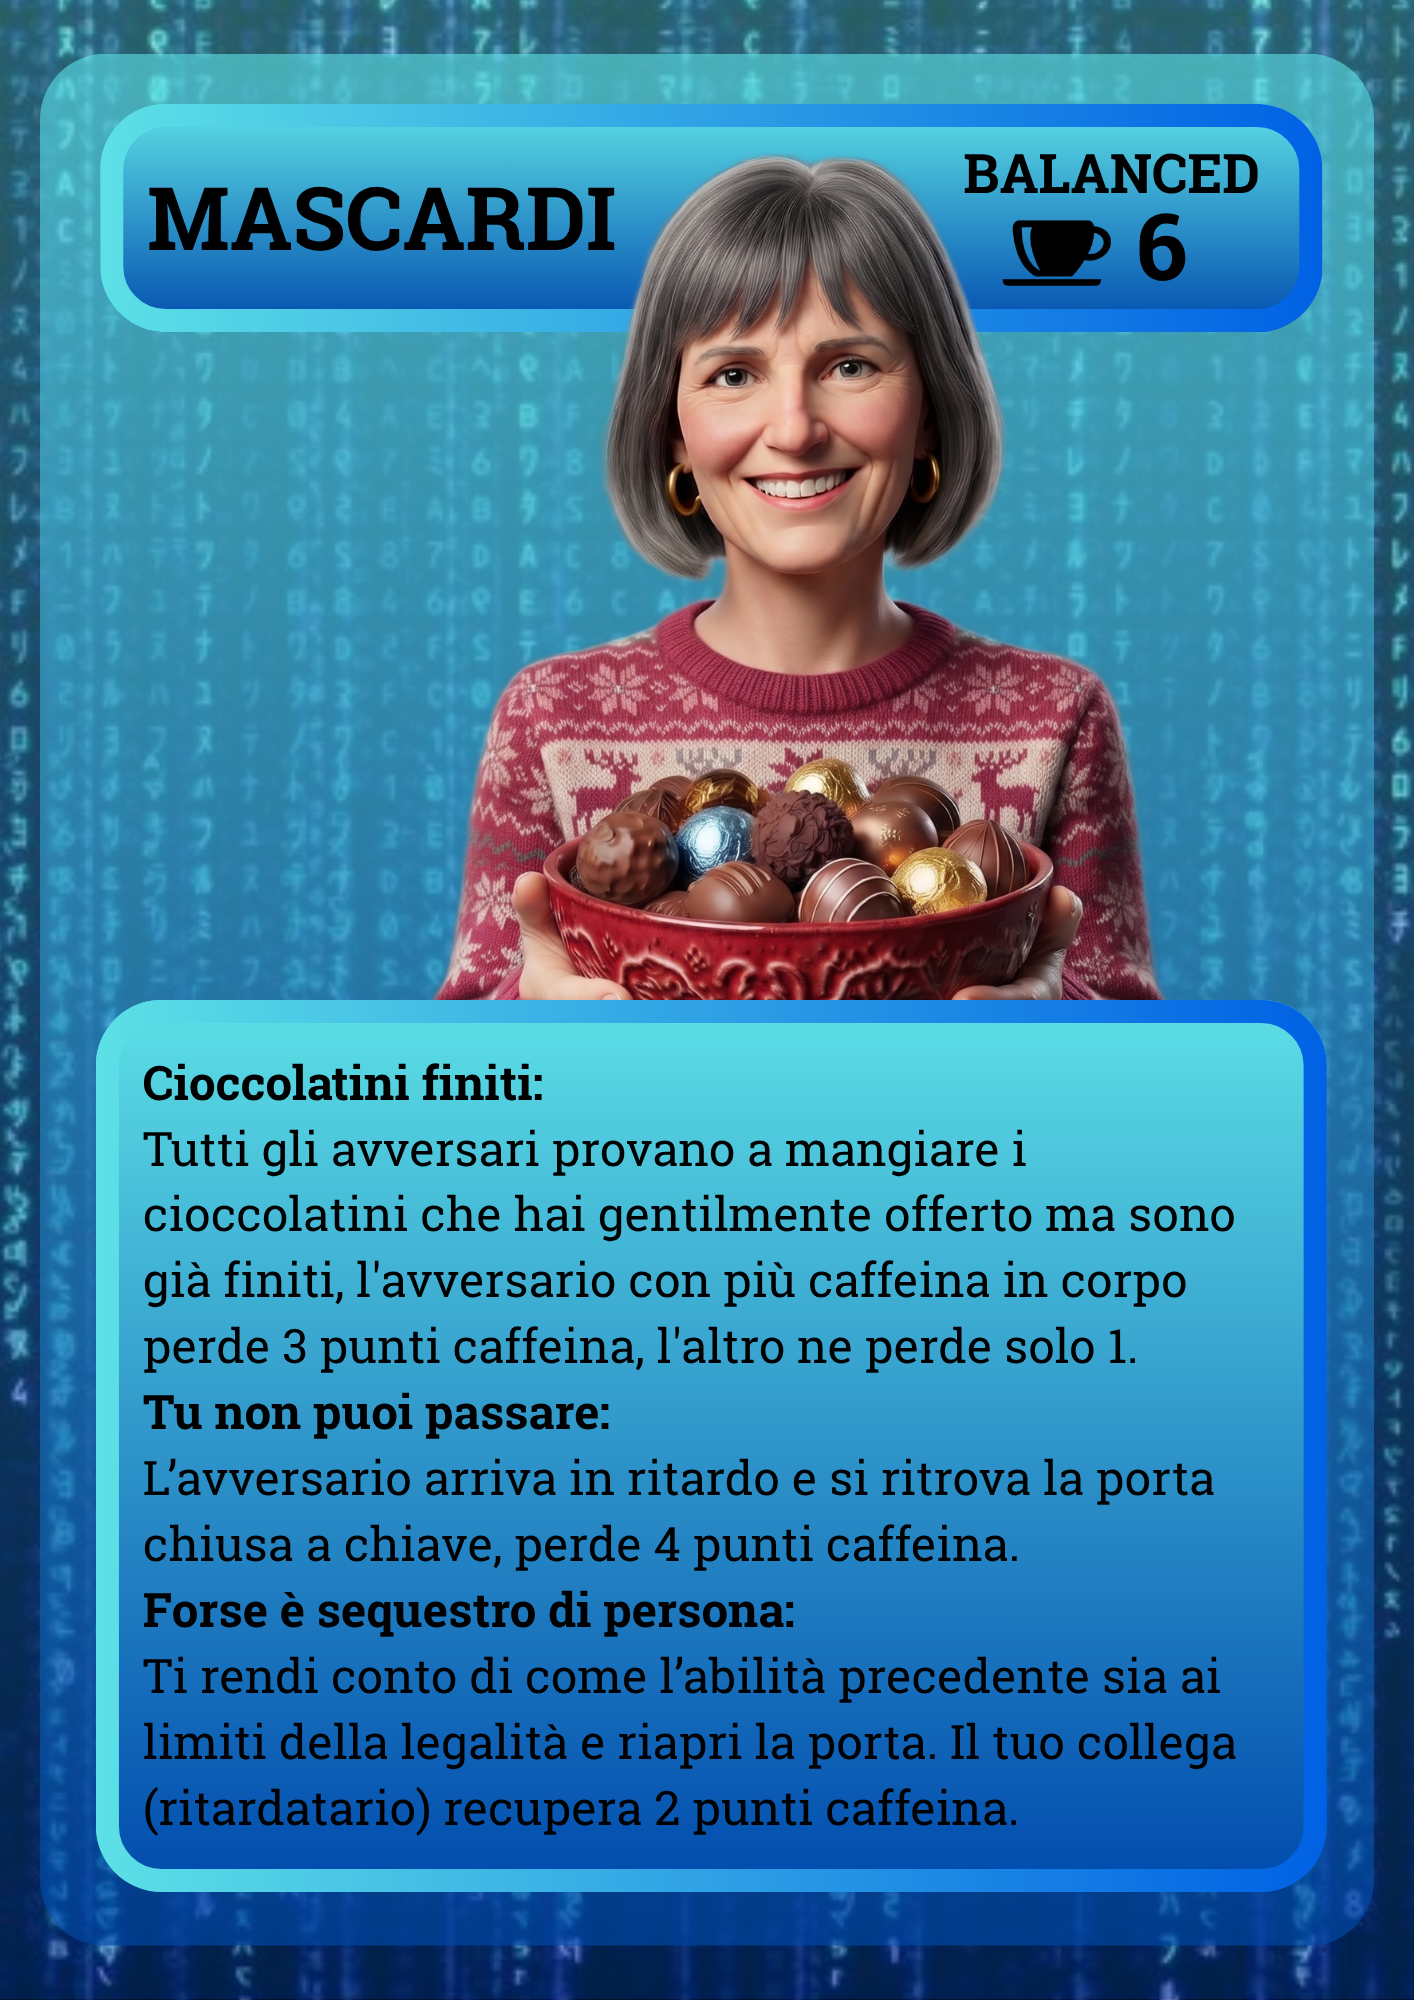 MASCARDI
BALANCED
6
Cioccolatini finiti:
Tutti gli avversari provano a mangiare i
cioccolatini che hai gentilmente offerto ma sono
già finiti, l'avversario con più caffeina in corpo
perde 3 punti caffeina, l'altro ne perde solo 1.
Tu non puoi passare:
L’avversario arriva in ritardo e si ritrova la porta
chiusa a chiave, perde 4 punti caffeina.
Forse è sequestro di persona:
Ti rendi conto di come l’abilità precedente sia ai
limiti della legalità e riapri la porta. Il tuo collega
(ritardatario) recupera 2 punti caffeina.